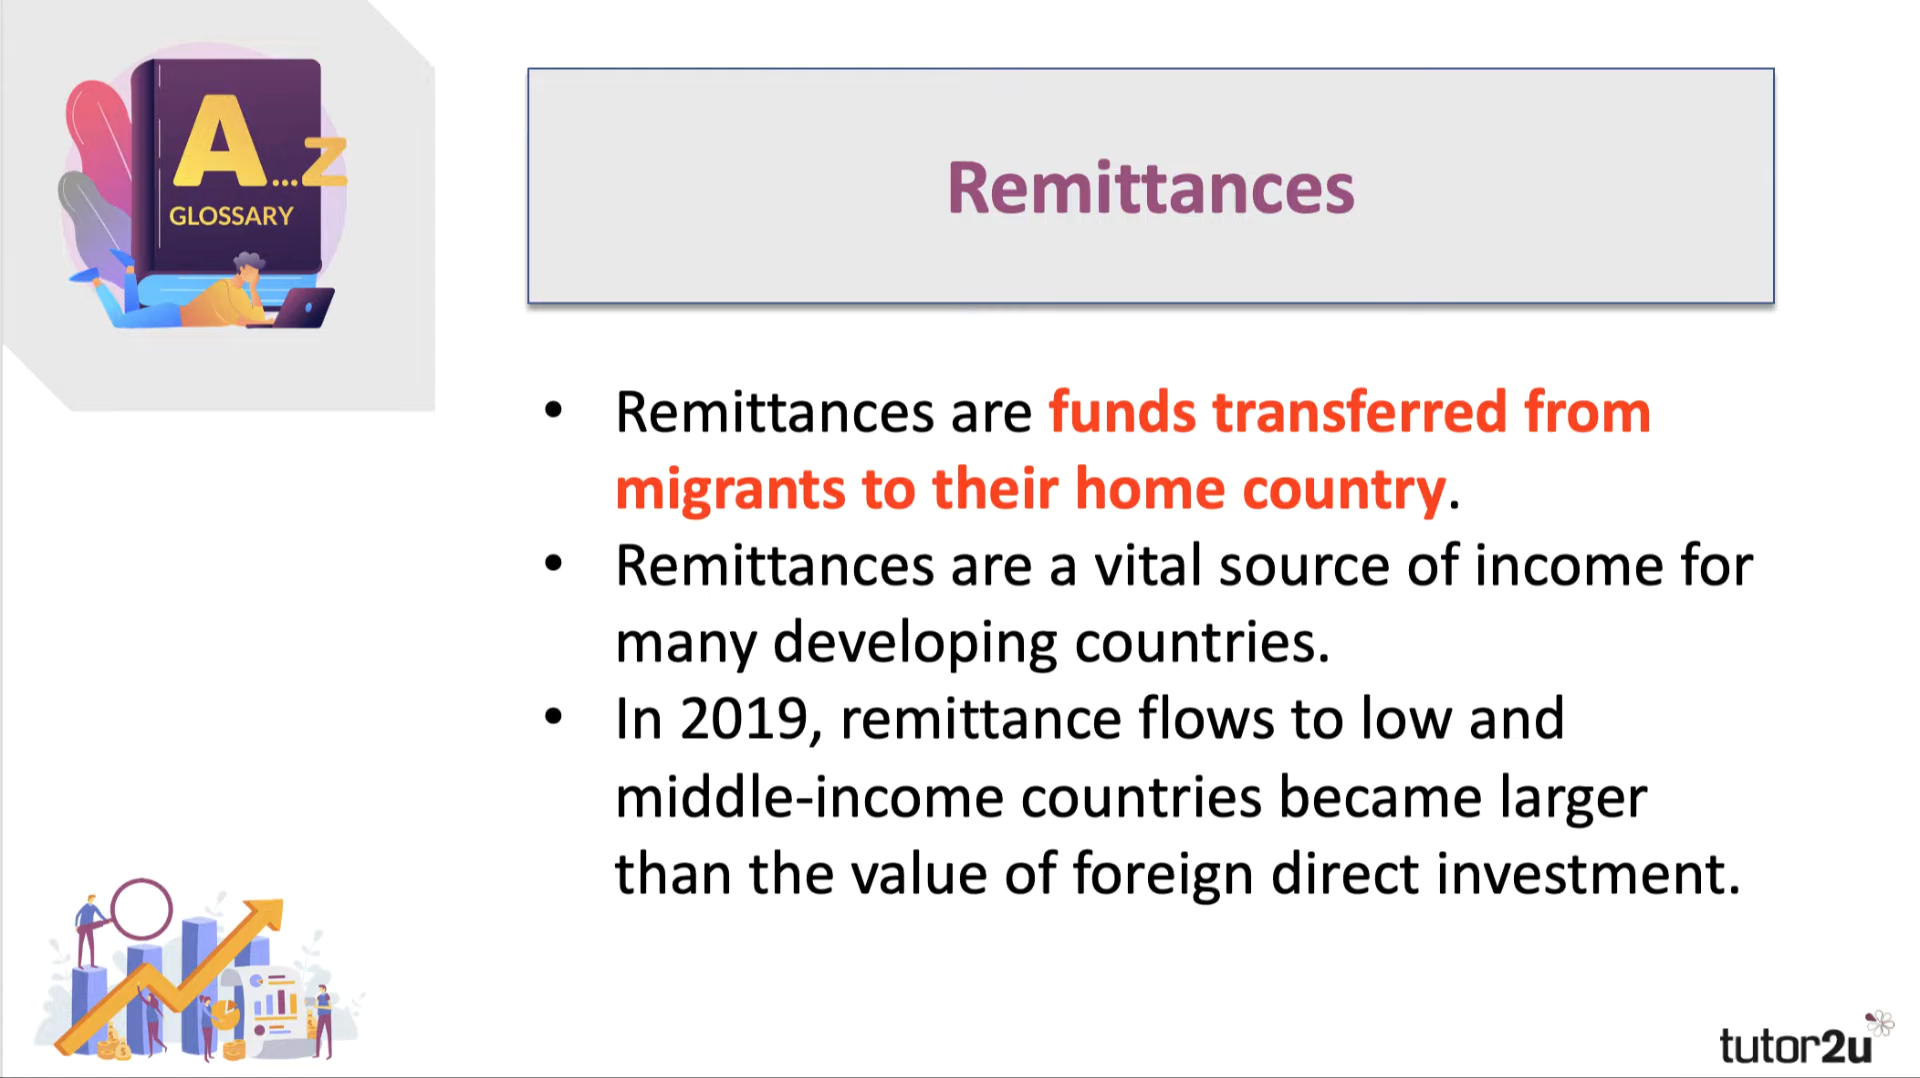 A...Z
GLOSSARY
Remittances
• Remittances are funds transferred from
migrants to their home country.
• Remittances are a vital source of income for
many developing countries.
• In 2019, remittance flows to low and
middle-income countries became larger
than the value of foreign direct investment.
tutor2u